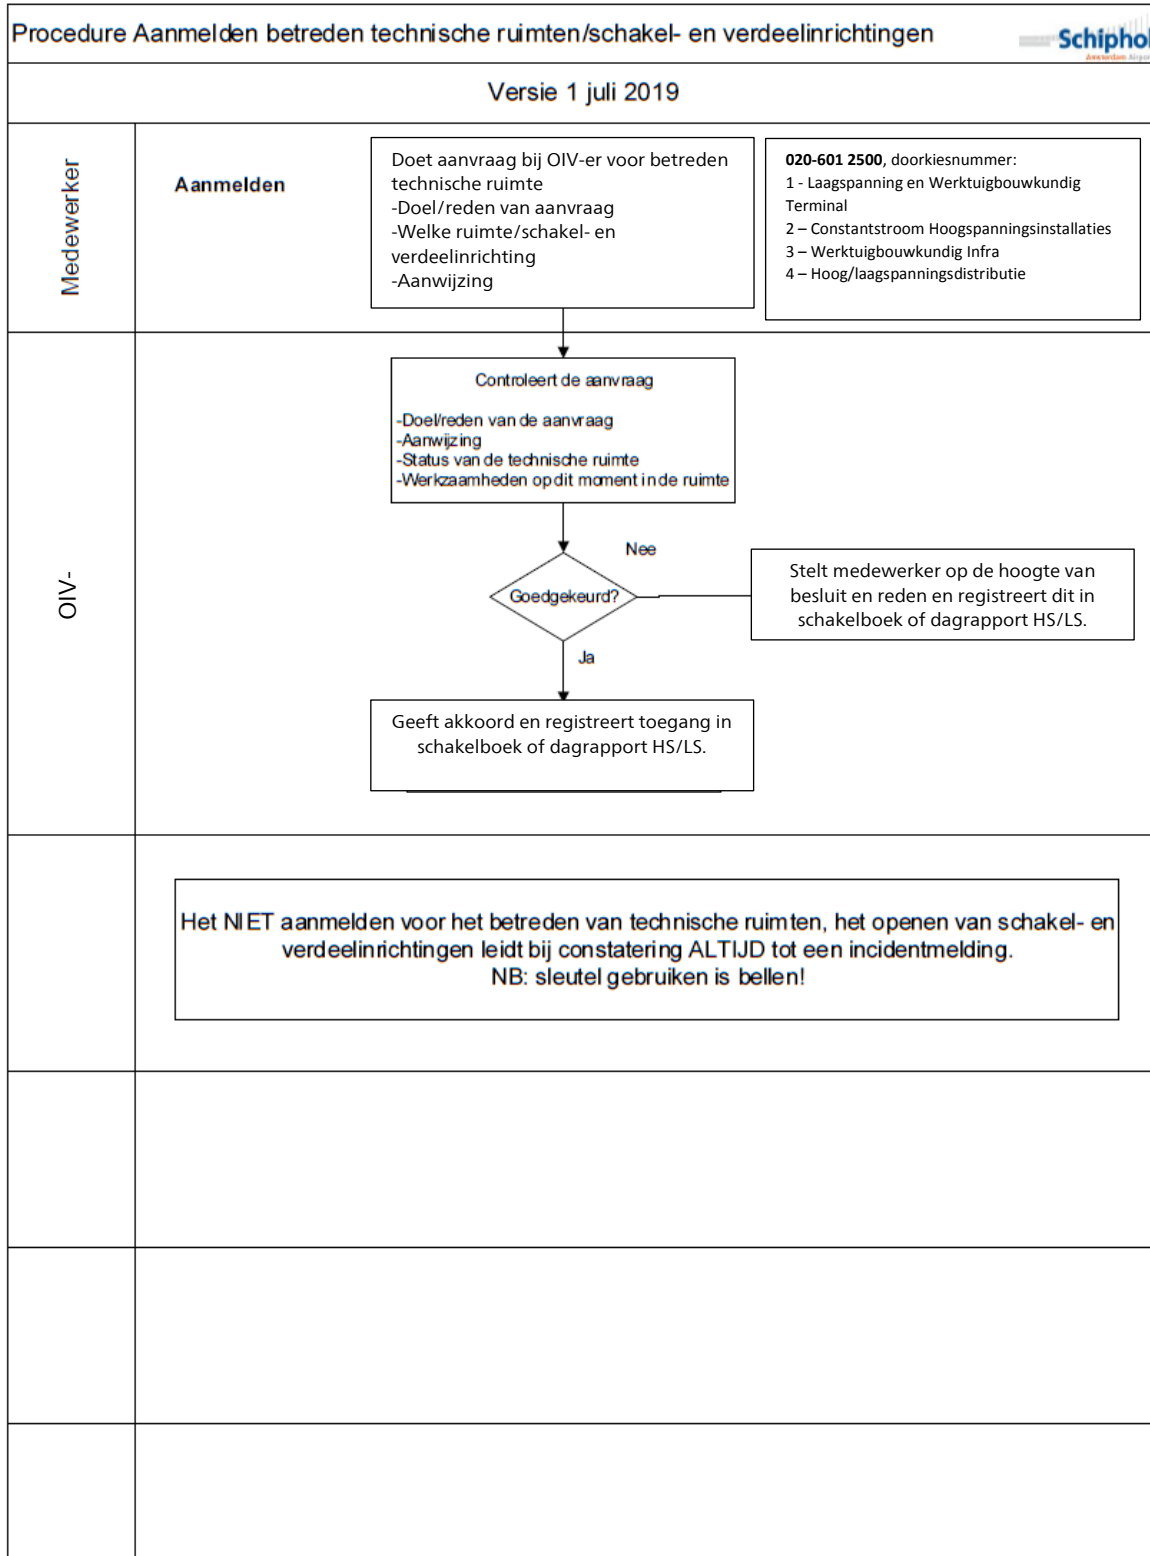 Procedure Aanmelden betreden technische ruimten/schakel- en verdeelinrichtingen
Schiphol
Amsterdam Airport
Versie 1 juli 2019
Medewerker
Aanmelden
Doet aanvraag bij OIV-er voor betreden
technische ruimte
-Doel/reden van aanvraag
-Welke ruimte/schakel- en
verdeelinrichting
-Aanwijzing
020-601 2500, doorkiesnummer:
1 - Laagspanning en Werktuigbouwkundig
Terminal
2 – Constantstroom Hoogspanningsinstallaties
3 – Werktuigbouwkundig Infra
4 – Hoog/laagspanningsdistributie
OIV-
Controleert de aanvraag
-Doel/reden van de aanvraag
-Aanwijzing
-Status van de technische ruimte
-Werkzaamheden op dit moment in de ruimte
Goedgekeurd?
Nee
Stelt medewerker op de hoogte van
besluit en reden en registreert dit in
schakelboek of dagrapport HS/LS.
Ja
Geeft akkoord en registreert toegang in
schakelboek of dagrapport HS/LS.
Het NIET aanmelden voor het betreden van technische ruimten, het openen van schakel- en
verdeelinrichtingen leidt bij constatering ALTIJD tot een incidentmelding.
NB: sleutel gebruiken is bellen!